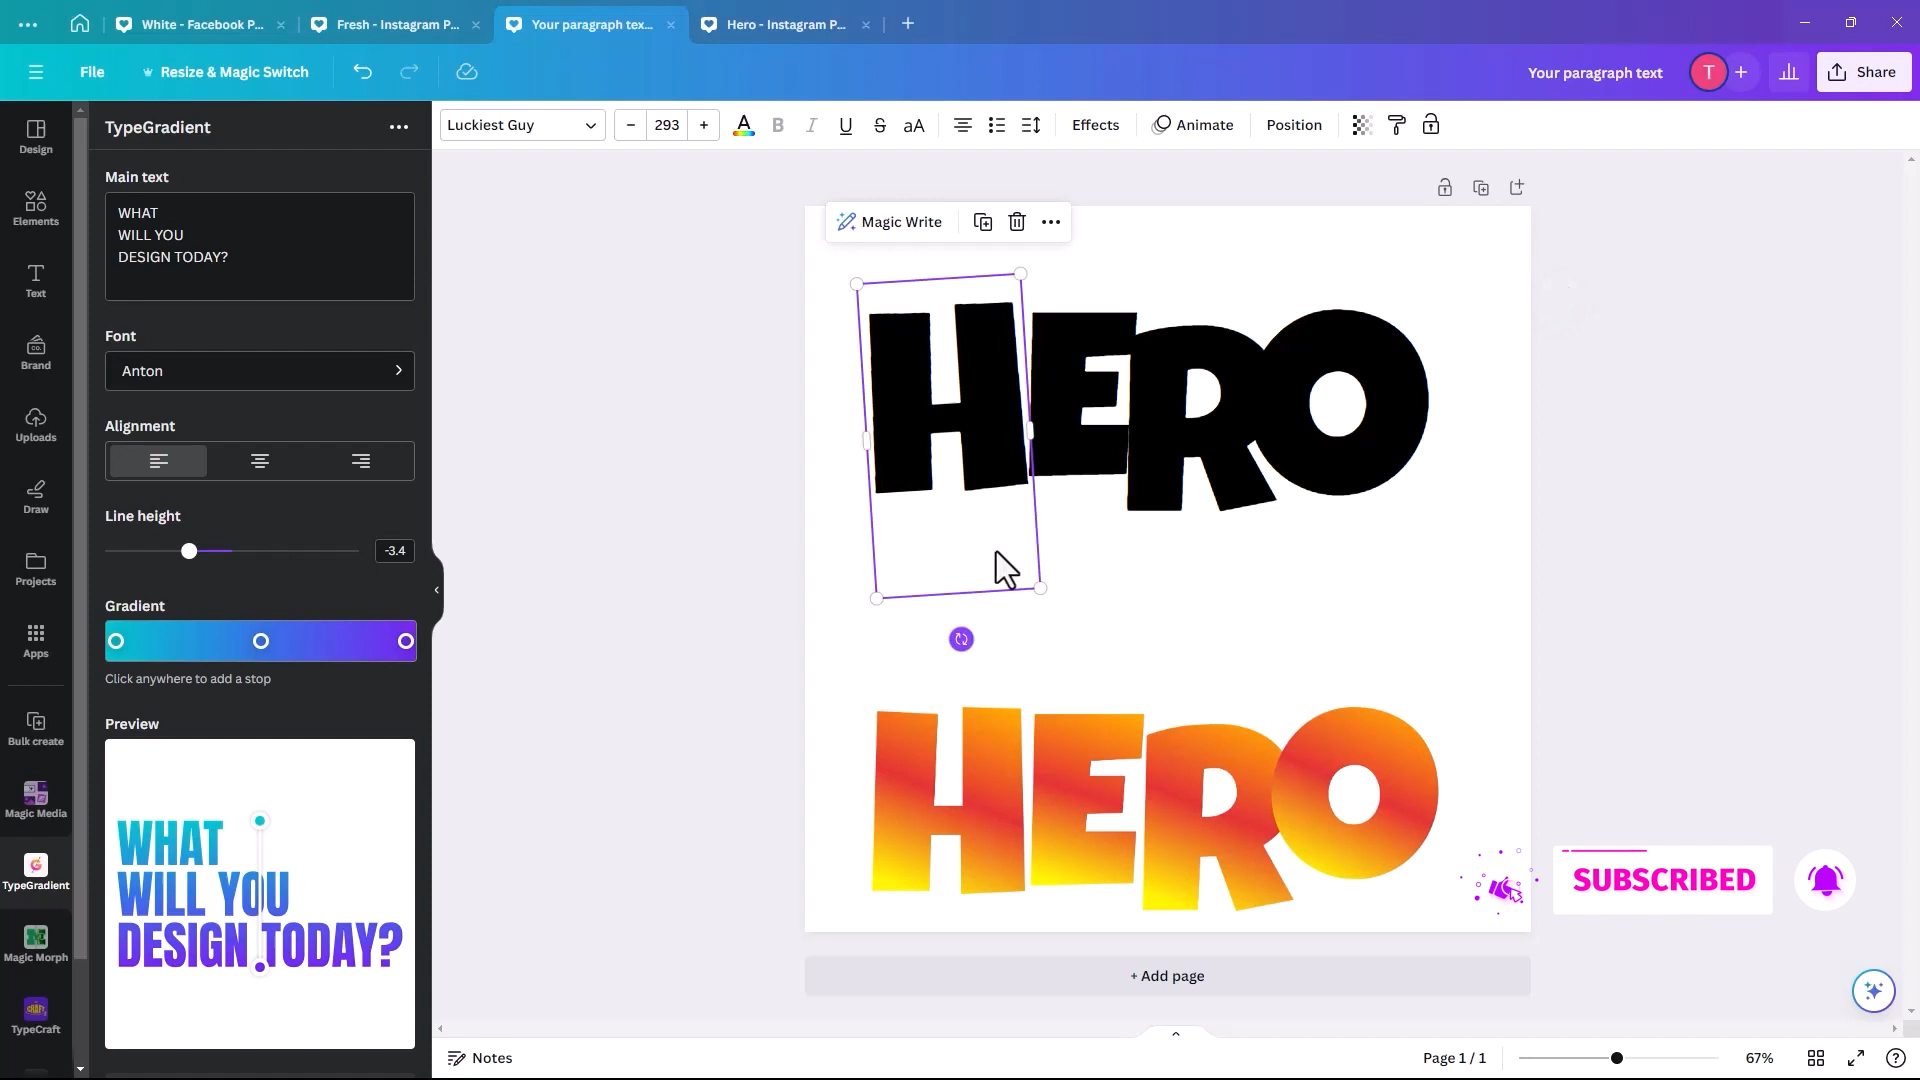 White - Facebook P...
Fresh - Instagram P...
Your paragraph tex...
Hero - Instagram P...
File
Resize & Magic Switch
Your paragraph text
T
Share
Design
Elements
Text
Brand
Uploads
Draw
Projects
Apps
Bulk create
Magic Media
TypeGradient
Magic Morph
TypeCraft
TypeGradient
Main text
WHAT
WILL YOU
DESIGN TODAY?
Font
Anton
Alignment
Line height
-3.4
Gradient
Click anywhere to add a stop
Preview
WHAT
WILL YOU
DESIGN TODAY?
Luckiest Guy
- 293 +
A B I U S aA
Effects
Animate
Position
Magic Write
HERO
HERO
SUBSCRIBED
+ Add page
Notes
Page 1 / 1
67%